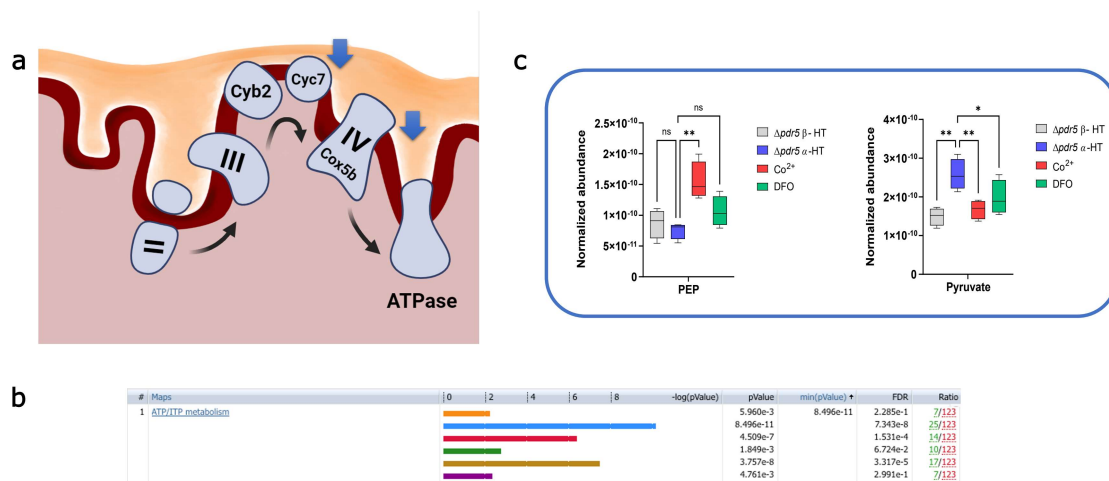 a
Cyb2
Cyc7
III
IV
Cox5b
II
ATPase
c
Normalized abundance
2.5×10-10
2.0×10-10
1.5×10-10
1.0×10-10
5×10-11
0
ns
ns
**
PEP
Δpdr5 β- HT
Δpdr5 α-HT
Co2+
DFO
Normalized abundance
4×10-10
3×10-10
2×10-10
1×10-10
0
*
** **
Pyruvate
Δpdr5 β- HT
Δpdr5 α-HT
Co2+
DFO
b
# Maps 0 2 4 6 8 -log(pValue) pValue min(pValue) ↑ FDR Ratio
1 ATP/ITP metabolism 5.960e-3 8.496e-11 2.285e-1 7/123
8.496e-11 7.343e-8 25/123
4.509e-7 1.531e-4 14/123
1.849e-3 6.724e-2 10/123
3.757e-8 3.317e-5 17/123
4.761e-3 2.991e-1 7/123